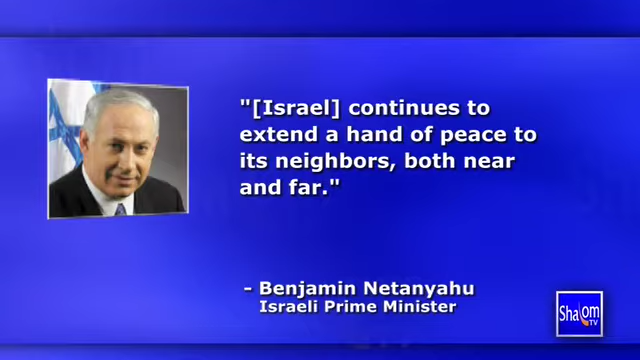 "[Israel] continues to
extend a hand of peace to
its neighbors, both near
and far."
- Benjamin Netanyahu
Israeli Prime Minister
Shalom
TV